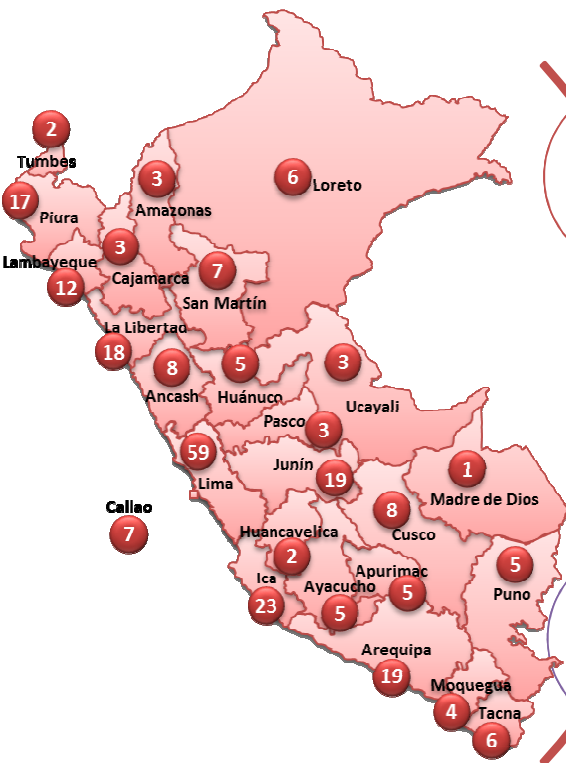 2
Tumbes
3
Amazonas
6
Loreto
17
Piura
Lambayeque
12
3
Cajamarca
7
San Martín
La Libertad
18
8
Ancash
5
Huánuco
3
Ucayali
Pasco
3
59
Lima
Junín
19
1
Madre de Dios
Callao
7
8
Cusco
Huancavelica
2
Ica
23
Ayacucho
5
Apurimac
5
5
Puno
Arequipa
19
Moquegua
4
Tacna
6